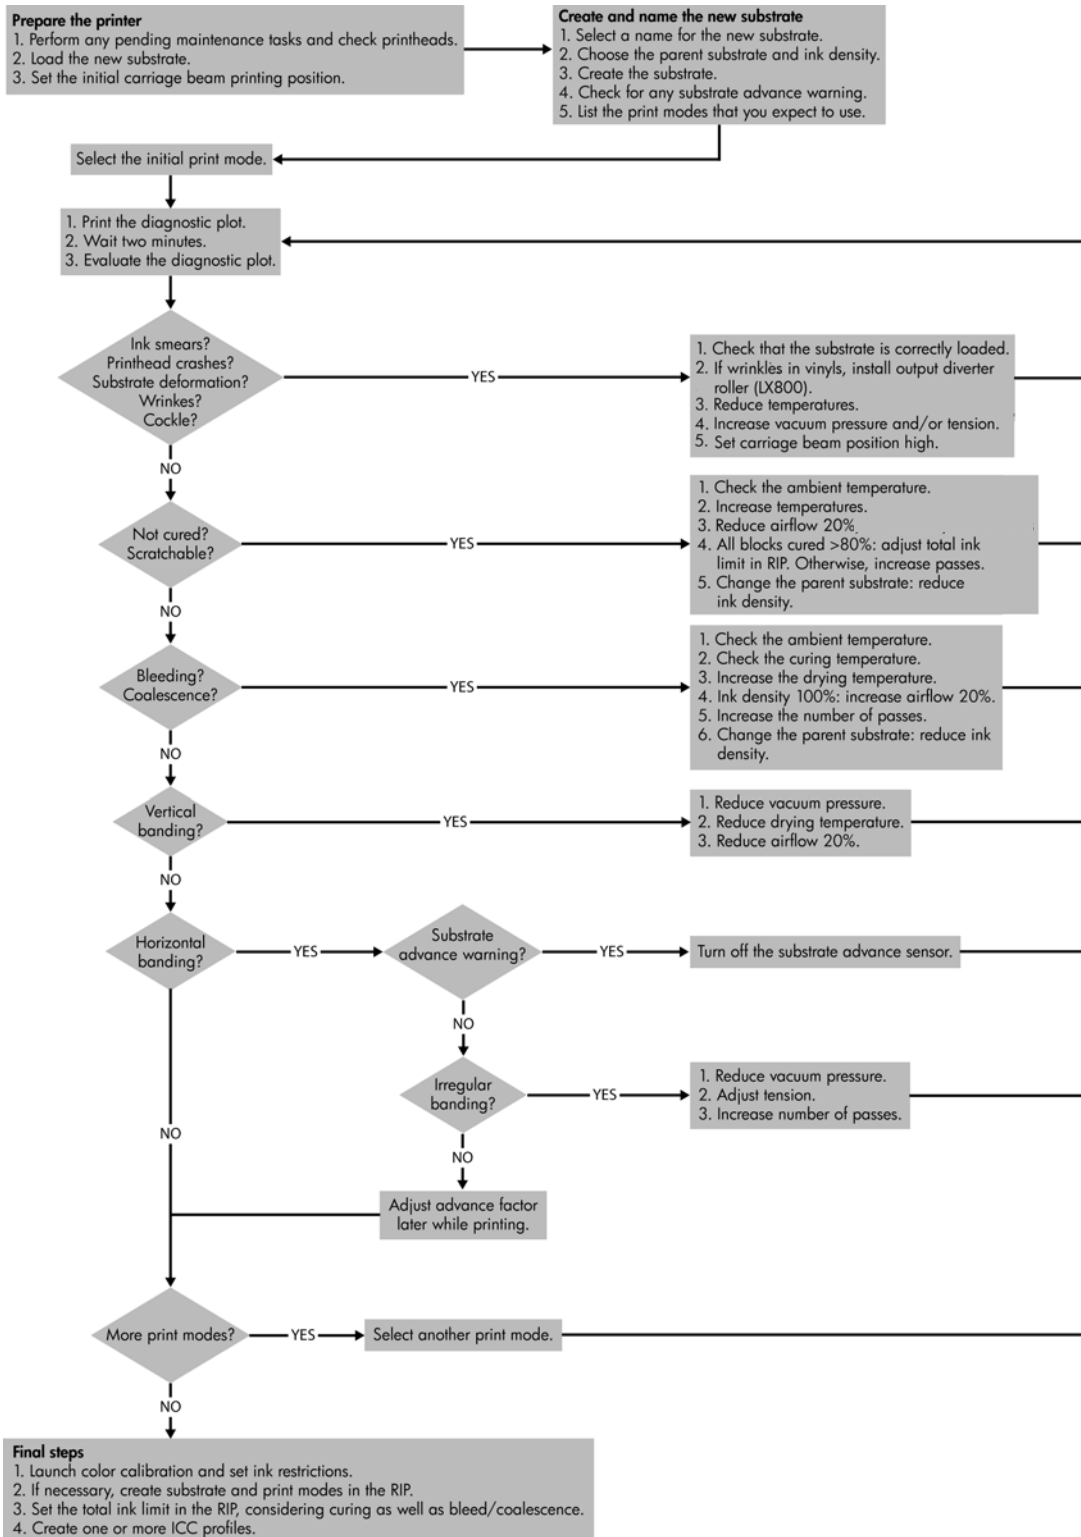 Prepare the printer
1. Perform any pending maintenance tasks and check printheads.
2. Load the new substrate.
3. Set the initial carriage beam printing position.
Create and name the new substrate
1. Select a name for the new substrate.
2. Choose the parent substrate and ink density.
3. Create the substrate.
4. Check for any substrate advance warning.
5. List the print modes that you expect to use.
Select the initial print mode.
1. Print the diagnostic plot.
2. Wait two minutes.
3. Evaluate the diagnostic plot.
Ink smears?
Printhead crashes?
Substrate deformation?
Wrinkes?
Cockle?
YES
1. Check that the substrate is correctly loaded.
2. If wrinkles in vinyls, install output diverter
roller (LX800).
3. Reduce temperatures.
4. Increase vacuum pressure and/or tension.
5. Set carriage beam position high.
NO
Not cured?
Scratchable?
YES
1. Check the ambient temperature.
2. Increase temperatures.
3. Reduce airflow 20%
4. All blocks cured >80%: adjust total ink
limit in RIP. Otherwise, increase passes.
5. Change the parent substrate: reduce
ink density.
NO
Bleeding?
Coalescence?
YES
1. Check the ambient temperature.
2. Check the curing temperature.
3. Increase the drying temperature.
4. Ink density 100%: increase airflow 20%.
5. Increase the number of passes.
6. Change the parent substrate: reduce ink
density.
NO
Vertical
banding?
YES
1. Reduce vacuum pressure.
2. Reduce drying temperature.
3. Reduce airflow 20%.
NO
Horizontal
banding?
YES
Substrate
advance warning?
YES
Turn off the substrate advance sensor.
NO
Irregular
banding?
YES
1. Reduce vacuum pressure.
2. Adjust tension.
3. Increase number of passes.
NO
NO
Adjust advance factor
later while printing.
More print modes?
YES
Select another print mode.
NO
Final steps
1. Launch color calibration and set ink restrictions.
2. If necessary, create substrate and print modes in the RIP.
3. Set the total ink limit in the RIP, considering curing as well as bleed/coalescence.
4. Create one or more ICC profiles.